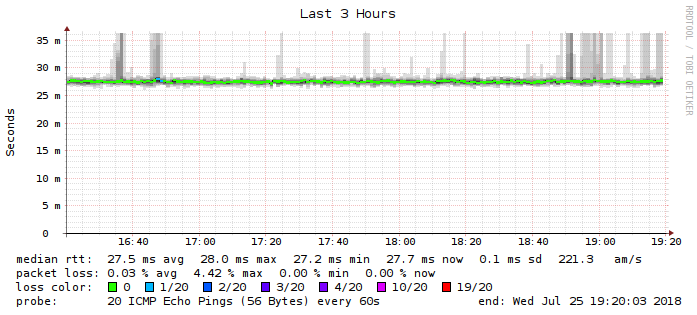 Last 3 Hours
RRDTOOL / TOBI OETIKER
Seconds
35 m
30 m
25 m
20 m
15 m
10 m
5 m
0
16:40 17:00 17:20 17:40 18:00 18:20 18:40 19:00 19:20
median rtt: 27.5 ms avg 28.0 ms max 27.2 ms min 27.7 ms now 0.1 ms sd 221.3 am/s
packet loss: 0.03 % avg 4.42 % max 0.00 % min 0.00 % now
loss color: 0 1/20 2/20 3/20 4/20 10/20 19/20
probe: 20 ICMP Echo Pings (56 Bytes) every 60s end: Wed Jul 25 19:20:03 2018